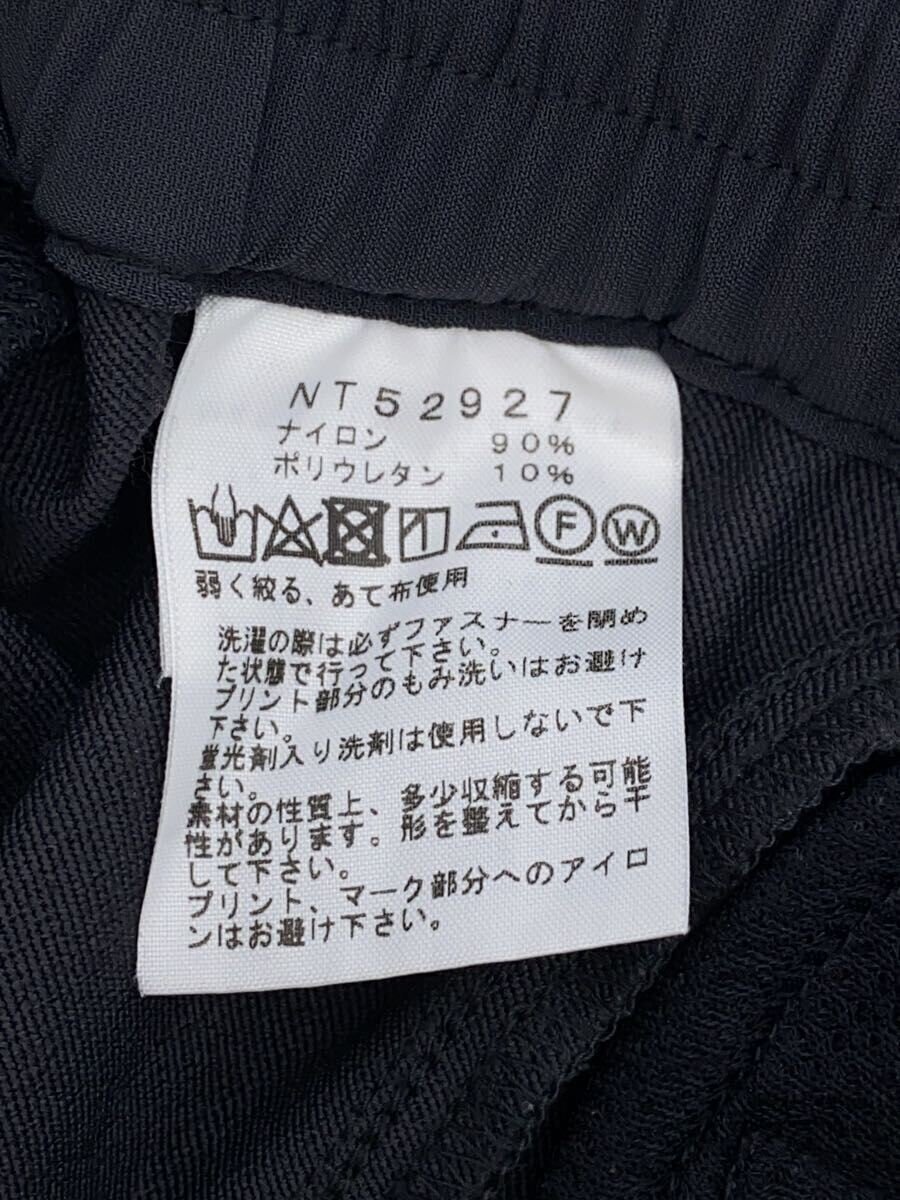 NT52927
ナイロン 90%
ポリウレタン 10%
F W
弱く絞る、あて布使用
洗濯の際は必ずファスナーを閉め
た状態で行って下さい。
プリント部分のもみ洗いはお避け
下さい。
蛍光剤入り洗剤は使用しないで下
さい。
素材の性質上、多少収縮する可能
性があります。形を整えてから干
して下さい。
プリント、マーク部分へのアイロ
ンはお避け下さい。